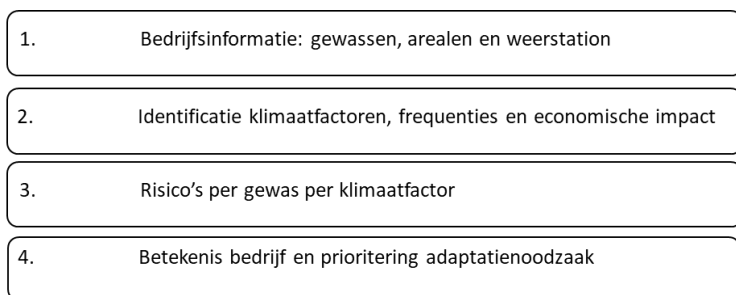 1. Bedrijfsinformatie: gewassen, arealen en weerstation
2. Identificatie klimaatfactoren, frequenties en economische impact
3. Risico’s per gewas per klimaatfactor
4. Betekenis bedrijf en prioritering adaptatienoodzaak